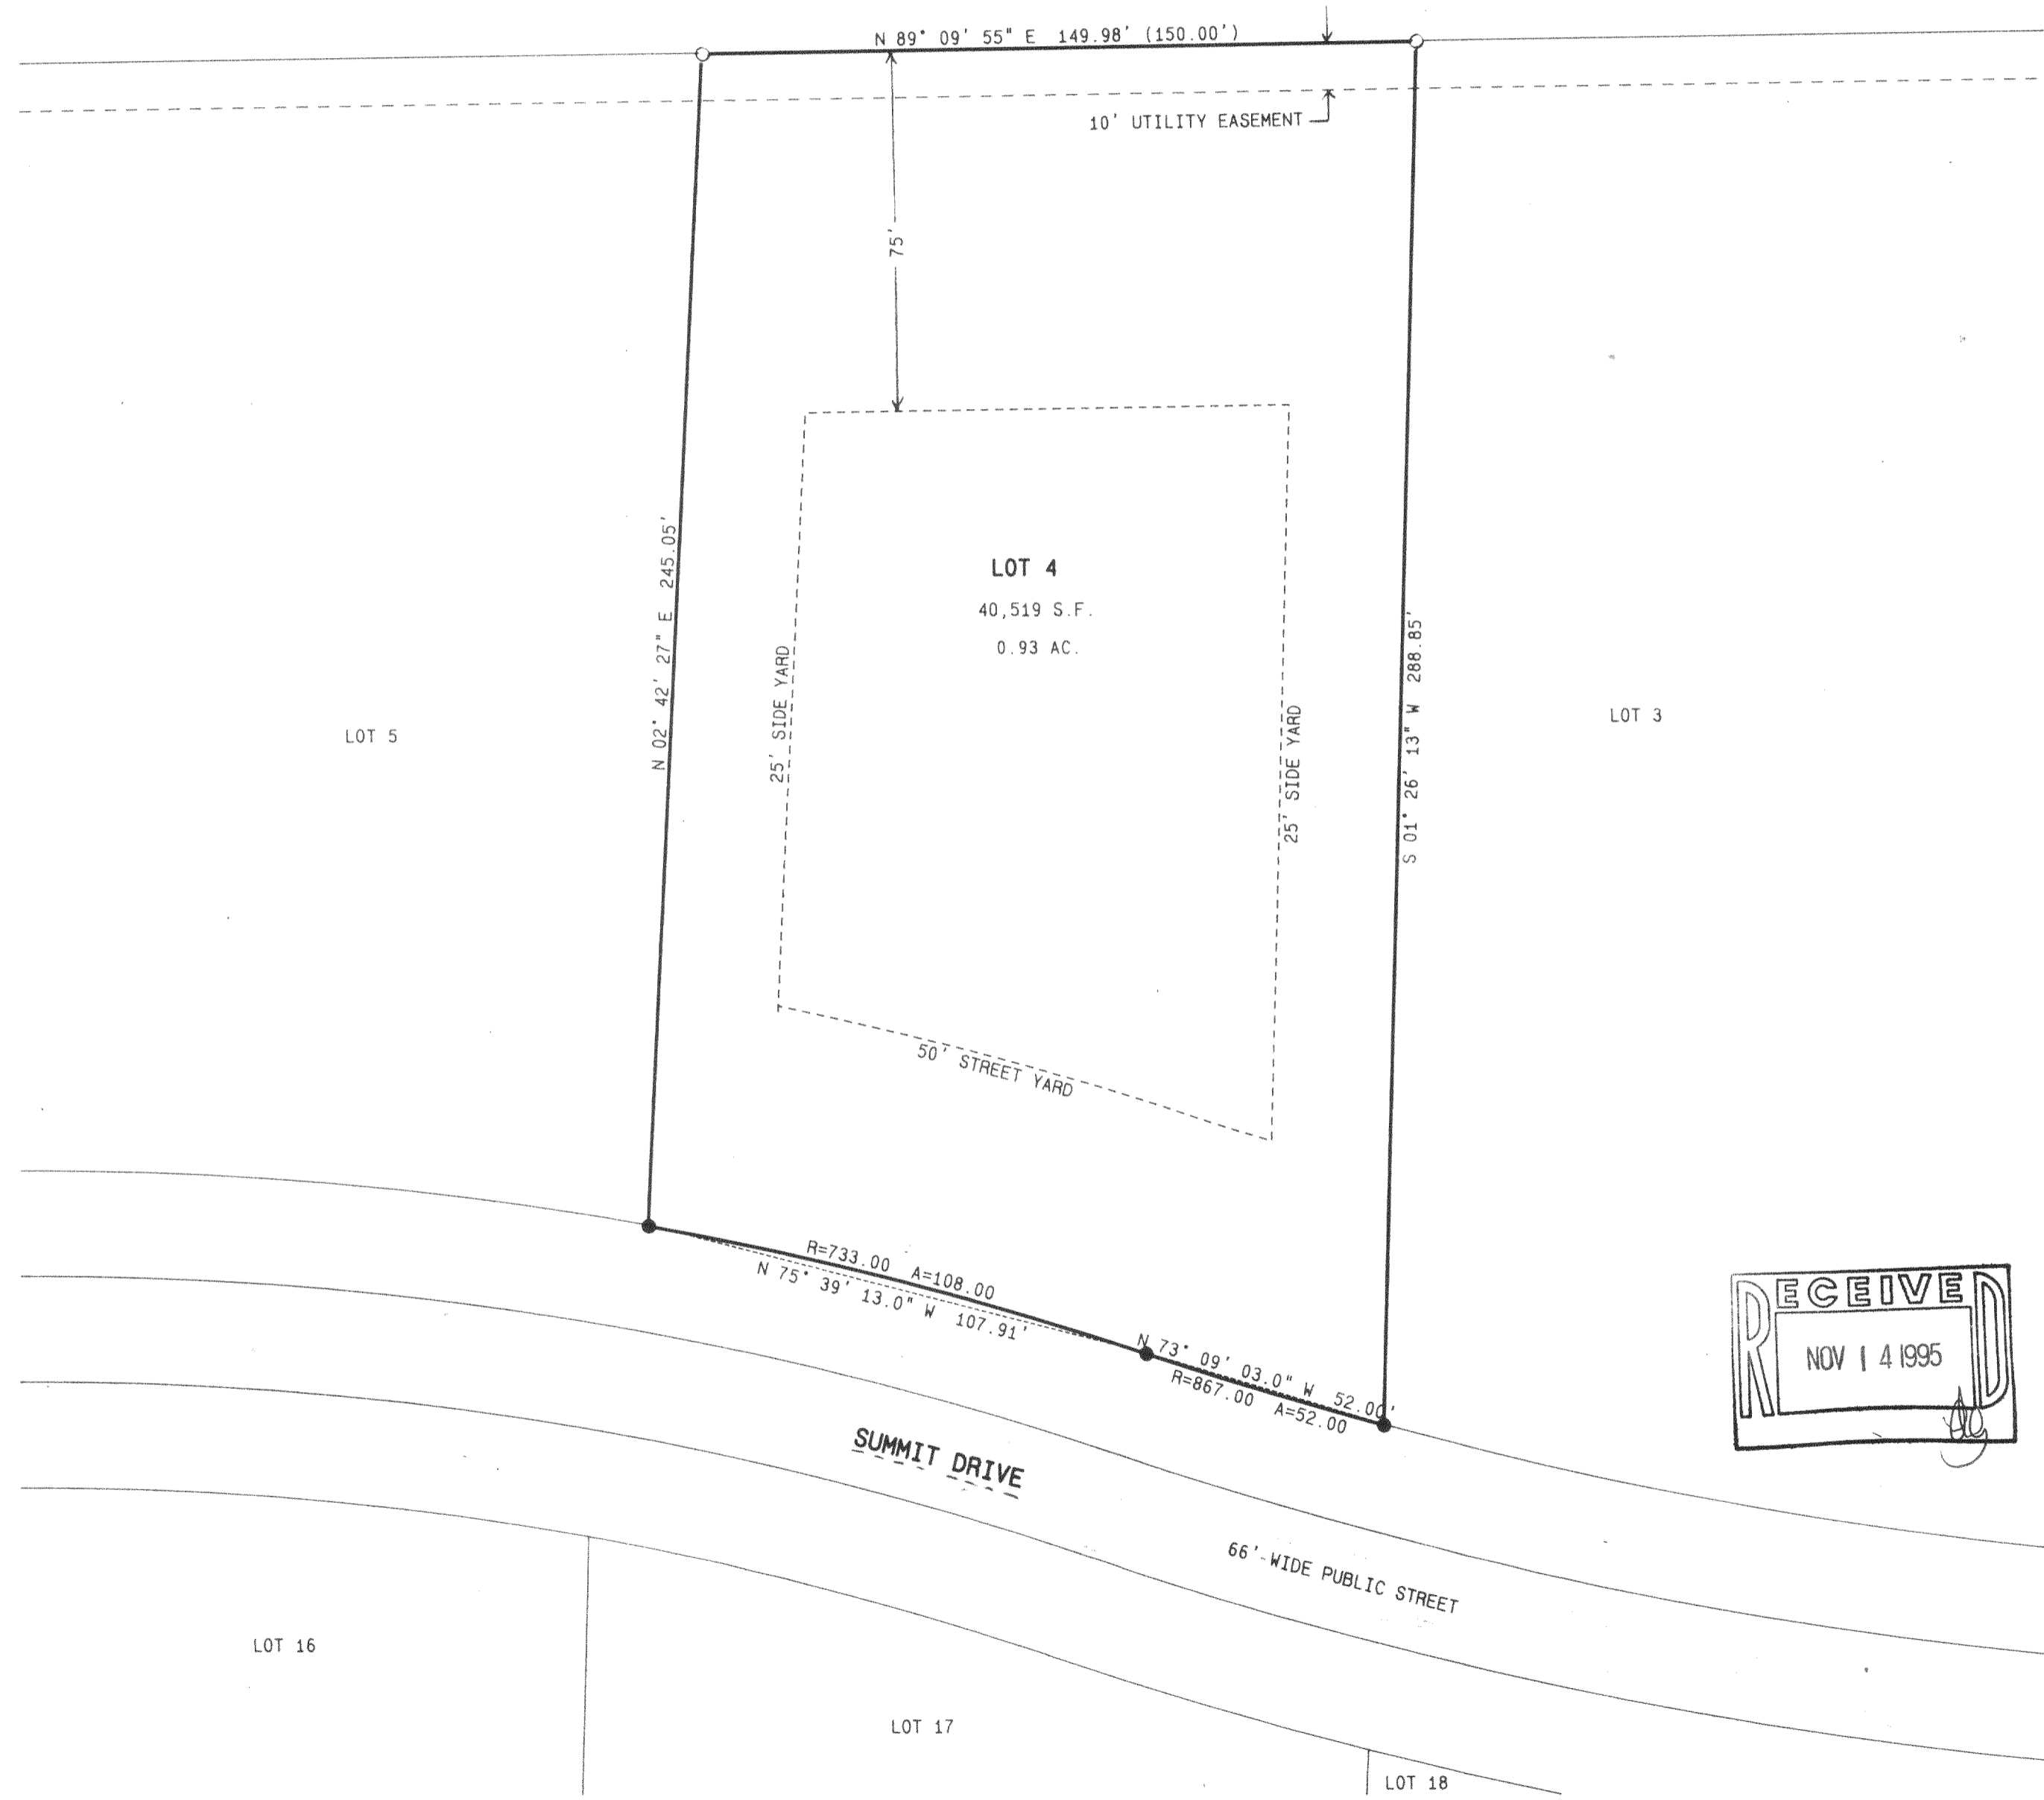 N 89° 09' 55" E 149.98' (150.00')
10' UTILITY EASEMENT
75'
LOT 4
40,519 S.F.
0.93 AC.
N 02° 42' 27" E 245.05'
25' SIDE YARD
25' SIDE YARD
S 01° 26' 13" W 288.85'
LOT 5
LOT 3
50' STREET YARD
R=733.00 A=108.00
N 75° 39' 13.0" W 107.91'
N 73° 09' 03.0" W 52.00'
R=867.00 A=52.00
RECEIVED
NOV 14 1995
SUMMIT DRIVE
66'-WIDE PUBLIC STREET
LOT 16
LOT 17
LOT 18